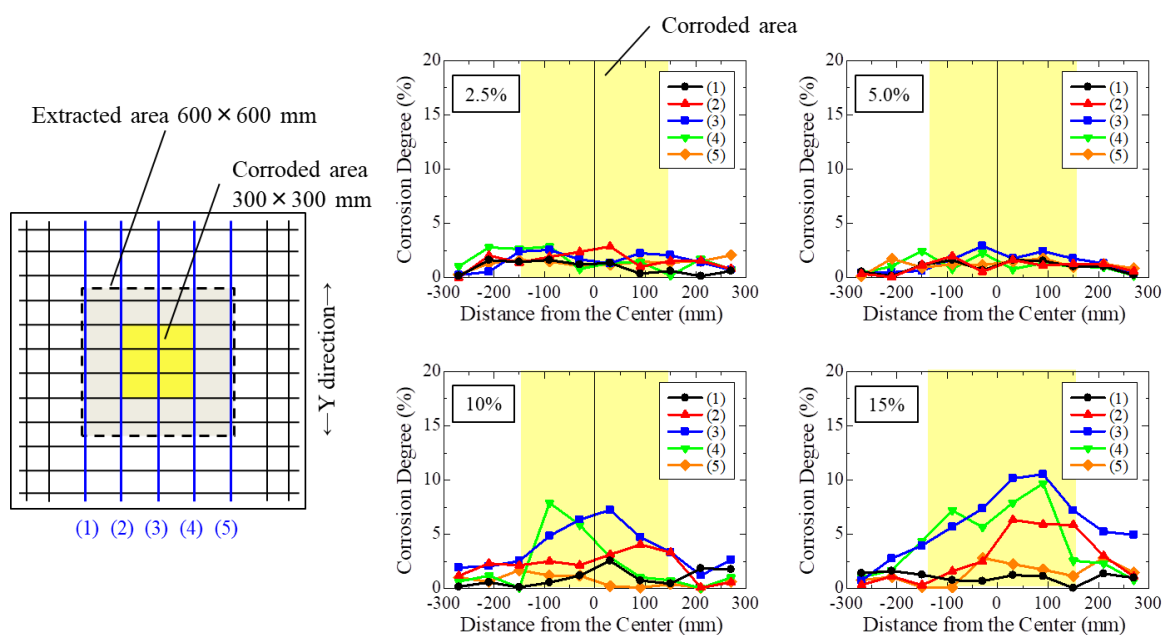 Corroded area
Extracted area 600×600 mm
Corroded area
300×300 mm
←Y direction→
(1) (2) (3) (4) (5)
Corrosion Degree (%)
20
15
10
5
0
2.5%
(1)
(2)
(3)
(4)
(5)
-300 -200 -100 0 100 200 300
Distance from the Center (mm)
Corrosion Degree (%)
20
15
10
5
0
5.0%
(1)
(2)
(3)
(4)
(5)
-300 -200 -100 0 100 200 300
Distance from the Center (mm)
Corrosion Degree (%)
20
15
10
5
0
10%
(1)
(2)
(3)
(4)
(5)
-300 -200 -100 0 100 200 300
Distance from the Center (mm)
Corrosion Degree (%)
20
15
10
5
0
15%
(1)
(2)
(3)
(4)
(5)
-300 -200 -100 0 100 200 300
Distance from the Center (mm)